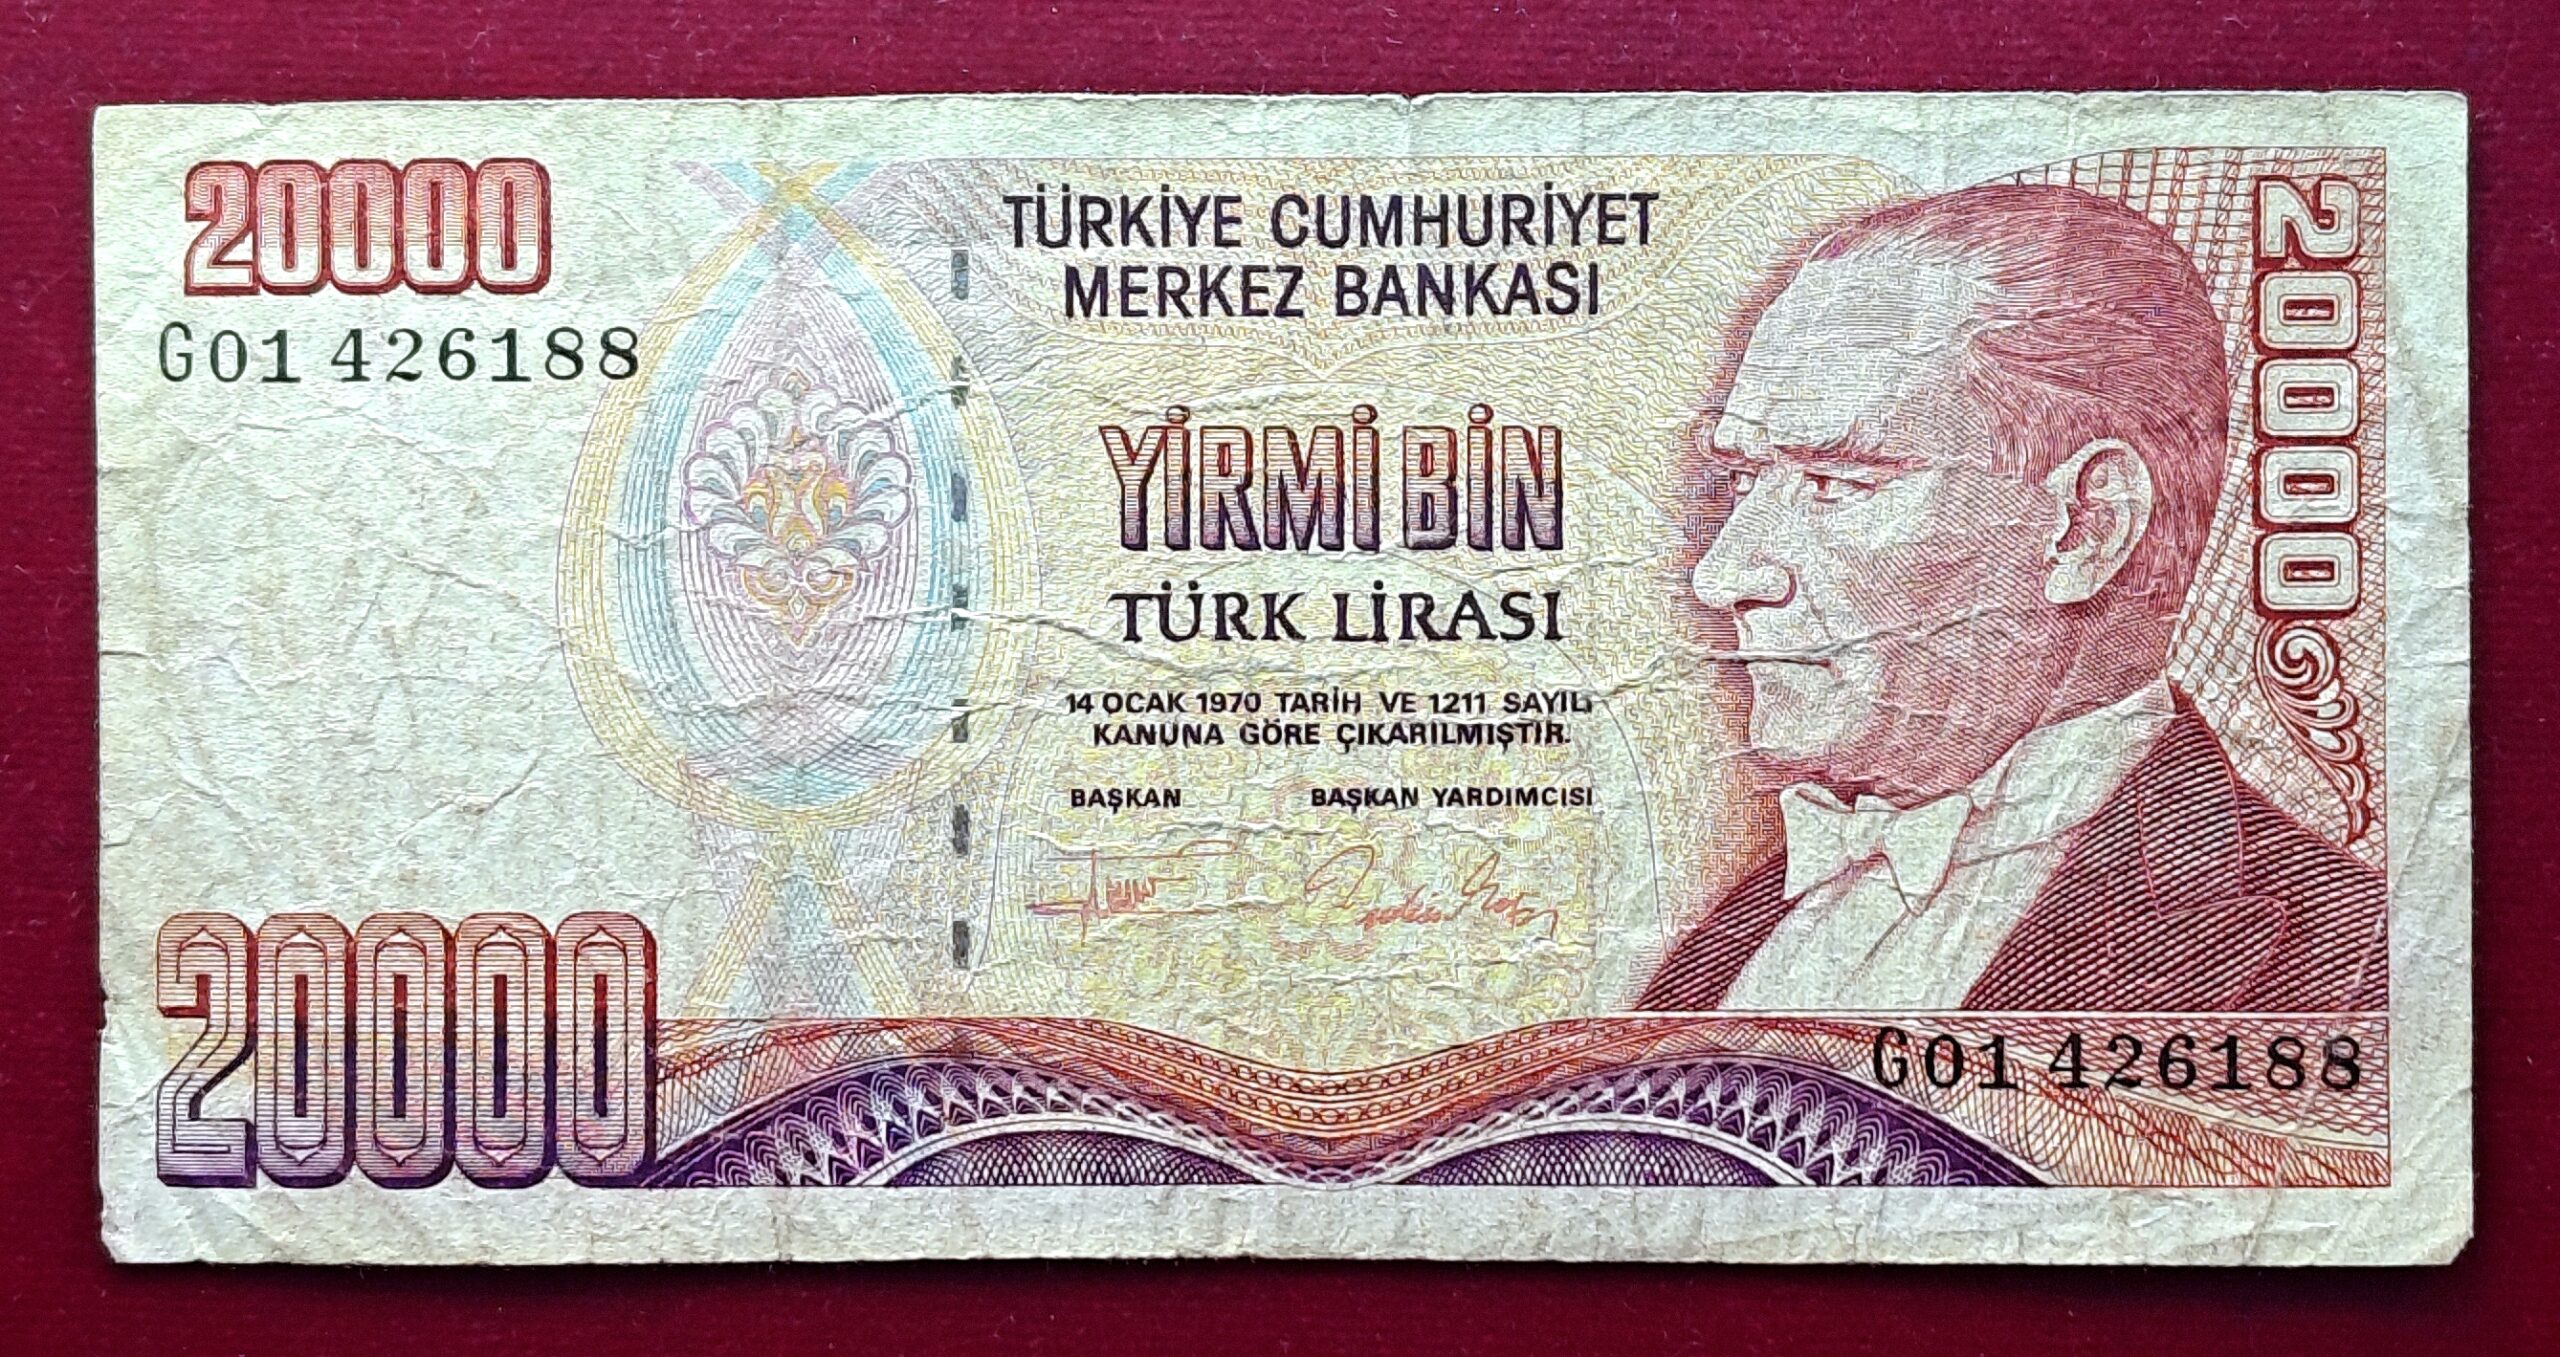 20000
TÜRKİYE CUMHURİYET
MERKEZ BANKASI
20000
G01 426188
YİRMİ BİN
TÜRK LİRASI
14 OCAK 1970 TARİH VE 1211 SAYILI
KANUNA GÖRE ÇIKARILMIŞTIR.
BAŞKAN BAŞKAN YARDIMCISI
20000
G01 426188